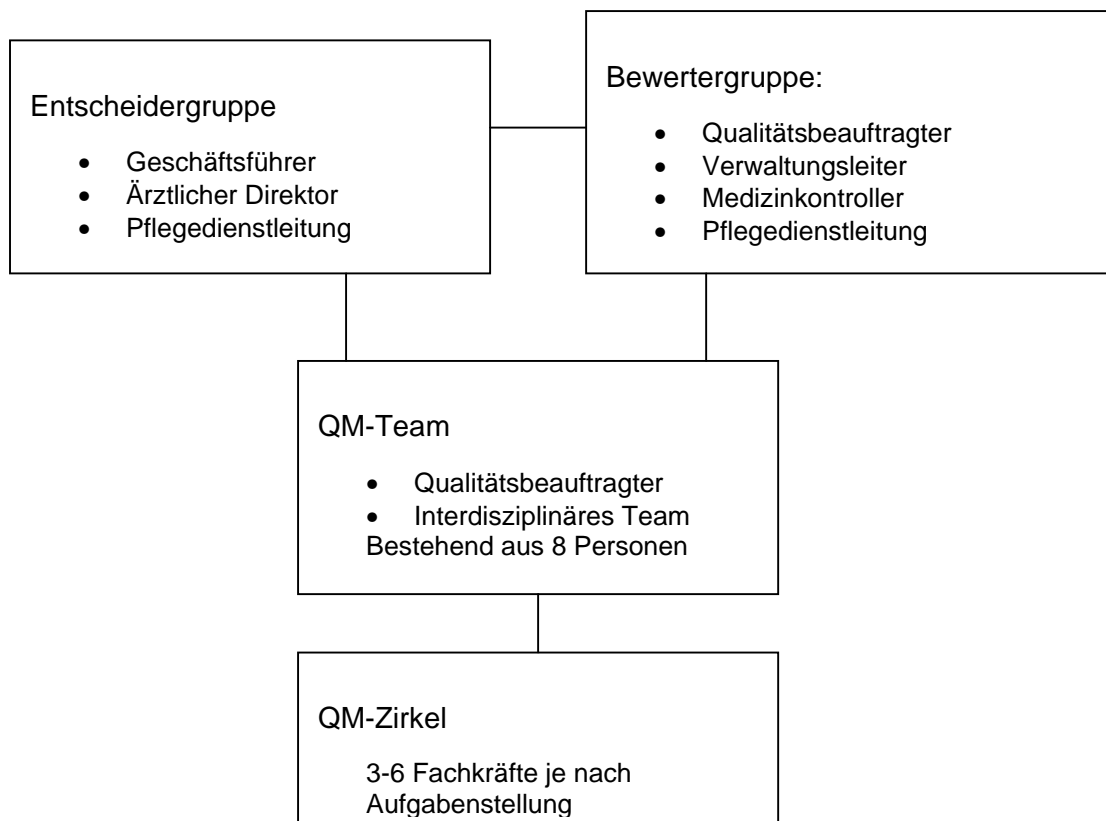 Entscheidergruppe
• Geschäftsführer
• Ärztlicher Direktor
• Pflegedienstleitung
Bewertergruppe:
• Qualitätsbeauftragter
• Verwaltungsleiter
• Medizinkontroller
• Pflegedienstleitung
QM-Team
• Qualitätsbeauftragter
• Interdisziplinäres Team
Bestehend aus 8 Personen
QM-Zirkel
3-6 Fachkräfte je nach
Aufgabenstellung